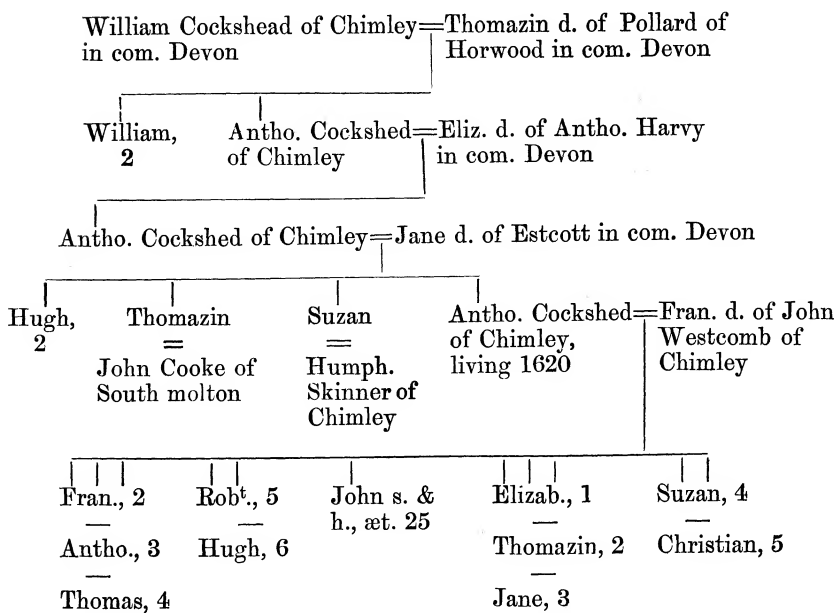 William Cockshead of Chimley=Thomazin d. of Pollard of
in com. Devon Horwood in com. Devon
William, Antho. Cockshed=Eliz. d. of Antho. Harvy
2 of Chimley in com. Devon
Antho. Cockshed of Chimley=Jane d. of Estcott in com. Devon
Hugh, Thomazin Suzan Antho. Cockshed=Fran. d. of John
2 = = of Chimley, Westcomb of
John Cooke of Humph. living 1620 Chimley
South molton Skinner of
Chimley
Fran., 2 Robᵗ., 5 John s. & Elizab., 1 Suzan, 4
Antho., 3 Hugh, 6 h., æt. 25 Thomazin, 2 Christian, 5
Thomas, 4 Jane, 3